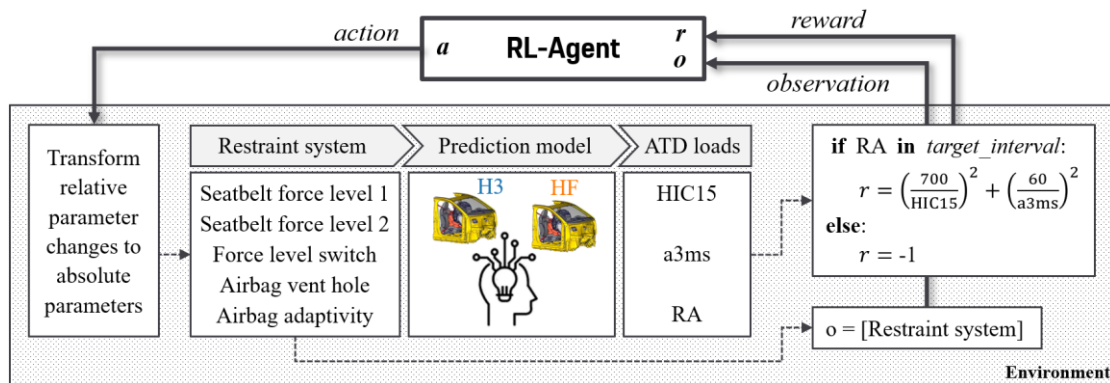 action
a
RL-Agent
r
o
reward
observation
Transform
relative
parameter
changes to
absolute
parameters
Restraint system
Seatbelt force level 1
Seatbelt force level 2
Force level switch
Airbag vent hole
Airbag adaptivity
Prediction model
H3
HF
ATD loads
HIC15
a3ms
RA
if RA in target_interval:
r = (700/HIC15)² + (60/a3ms)²
else:
r = -1
o = [Restraint system]
Environment